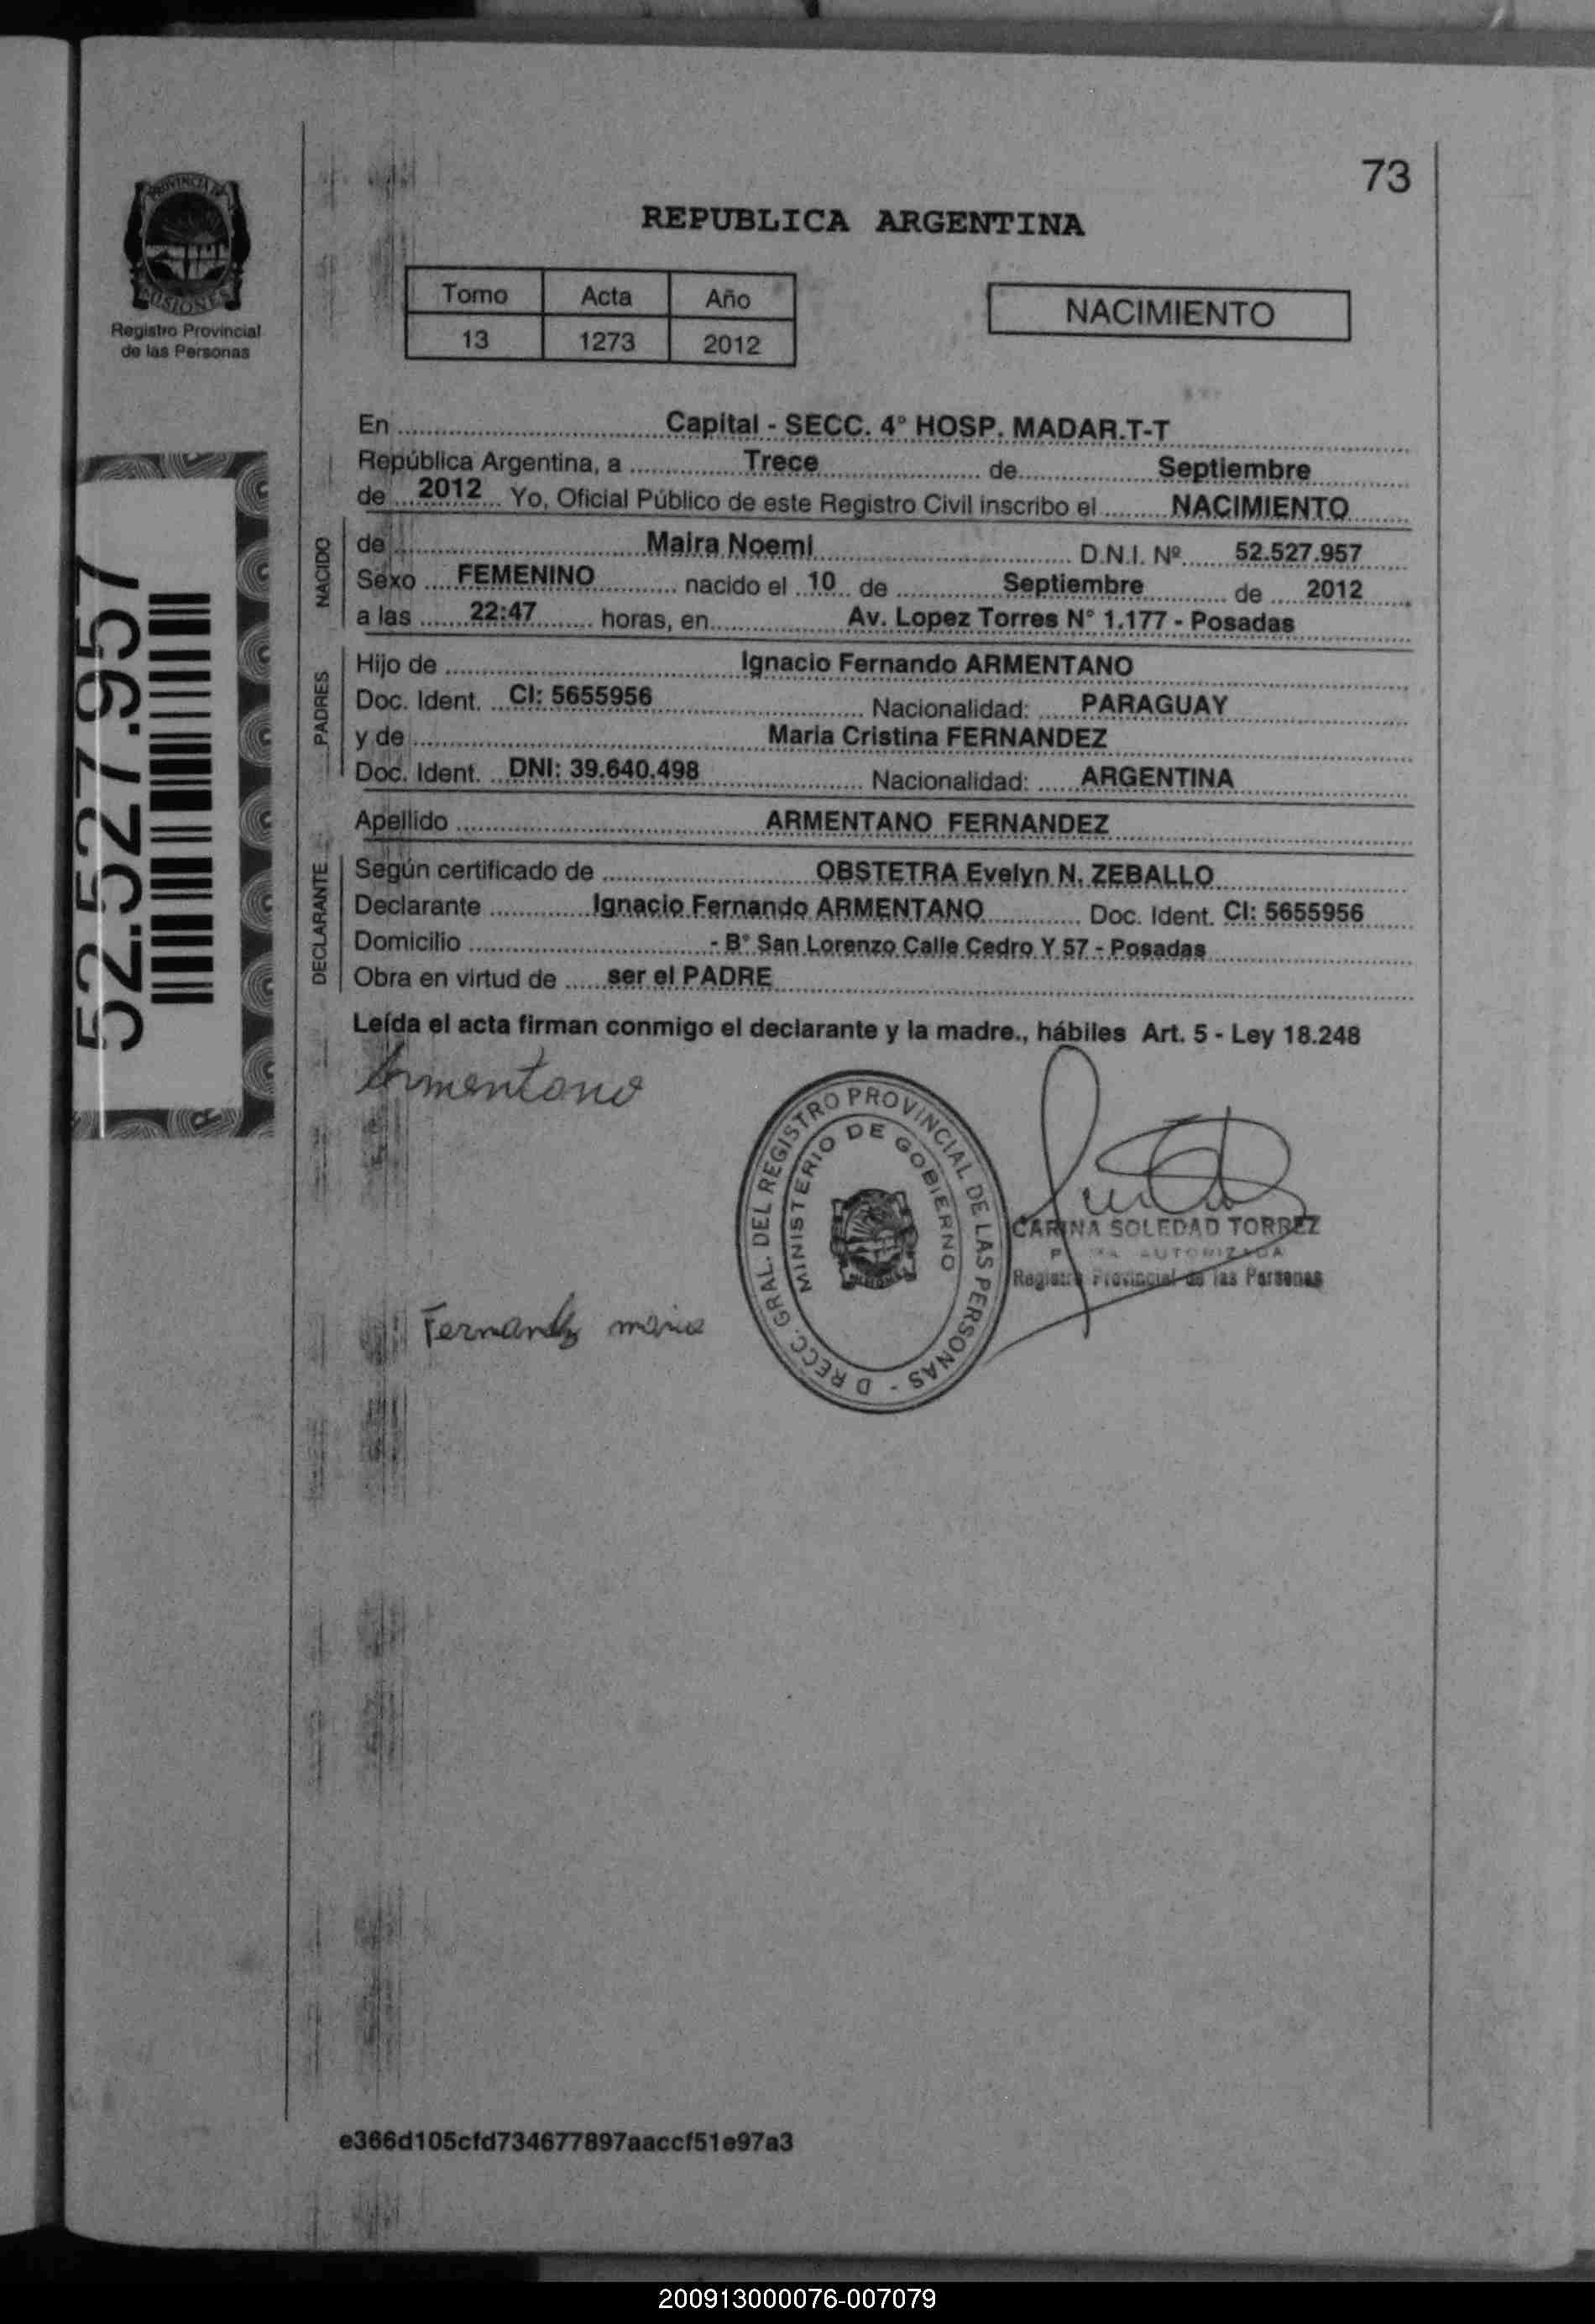 73
PROVINCIA DE
MISIONES
Registro Provincial
de las Personas
REPUBLICA ARGENTINA
Tomo Acta Año
13 1273 2012
NACIMIENTO
En Capital - SECC. 4° HOSP. MADAR.T-T
República Argentina, a Trece de Septiembre
de 2012 Yo, Oficial Público de este Registro Civil inscribo el NACIMIENTO
NACIDO
de Maira Noemi D.N.I. Nº 52.527.957
Sexo FEMENINO nacido el 10 de Septiembre de 2012
a las 22:47 horas, en Av. Lopez Torres N° 1.177 - Posadas
PADRES
Hijo de Ignacio Fernando ARMENTANO
Doc. Ident. CI: 5655956 Nacionalidad: PARAGUAY
y de Maria Cristina FERNANDEZ
Doc. Ident. DNI: 39.640.498 Nacionalidad: ARGENTINA
Apellido ARMENTANO FERNANDEZ
DECLARANTE
Según certificado de OBSTETRA Evelyn N. ZEBALLO
Declarante Ignacio Fernando ARMENTANO Doc. Ident. CI: 5655956
Domicilio - B° San Lorenzo Calle Cedro Y 57 - Posadas
Obra en virtud de ser el PADRE
Leída el acta firman conmigo el declarante y la madre., hábiles Art. 5 - Ley 18.248
52.527.957
Armentano
DRECC. GRAL. DEL REGISTRO PROVINCIAL DE LAS PERSONAS -
MINISTERIO DE GOBIERNO
CARINA SOLEDAD TORREZ
AUTORIZADA
Registro Provincial de las Personas
Fernandez maria
e366d105cfd734677897aaccf51e97a3
200913000076-007079